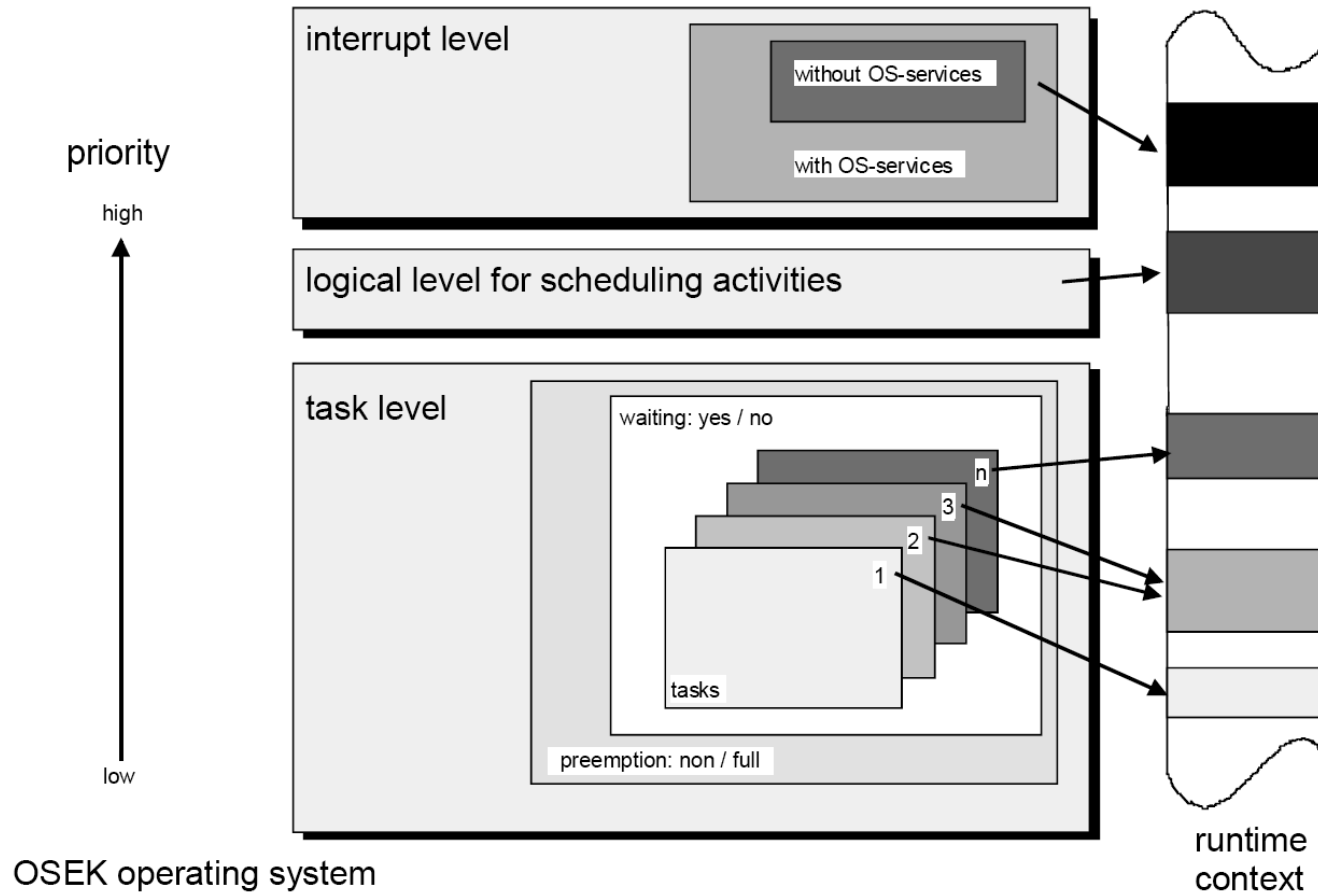 interrupt level
without OS-services
with OS-services
priority
high
logical level for scheduling activities
task level
waiting: yes / no
n
3
2
1
tasks
preemption: non / full
low
OSEK operating system
runtime
context